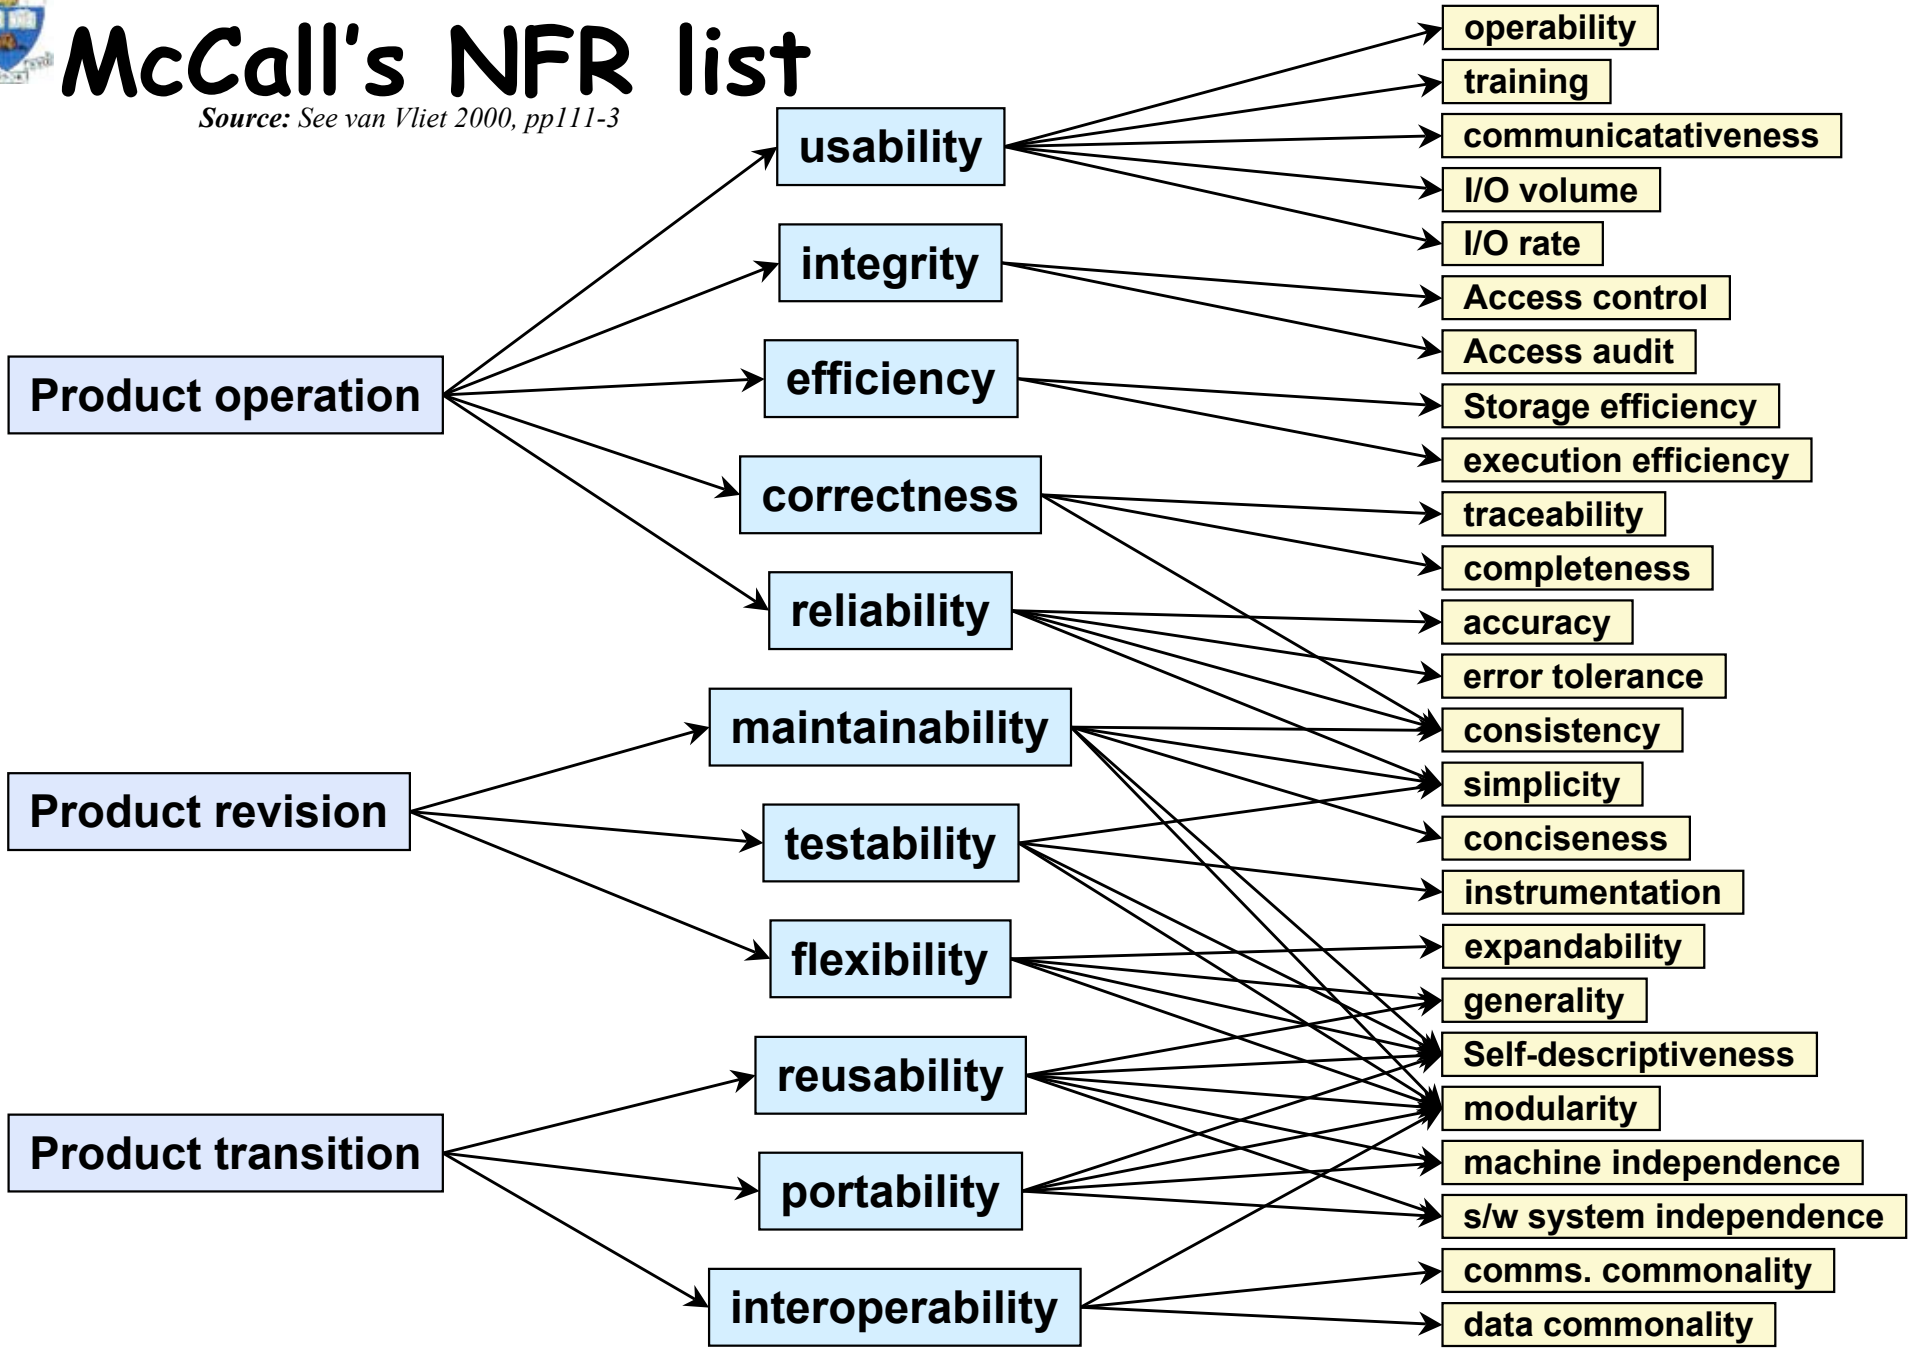 McCall's NFR list
Source: See van Vliet 2000, pp111-3
Product operation
Product revision
Product transition
usability
integrity
efficiency
correctness
reliability
maintainability
testability
flexibility
reusability
portability
interoperability
operability
training
communicatativeness
I/O volume
I/O rate
Access control
Access audit
Storage efficiency
execution efficiency
traceability
completeness
accuracy
error tolerance
consistency
simplicity
conciseness
instrumentation
expandability
generality
Self-descriptiveness
modularity
machine independence
s/w system independence
comms. commonality
data commonality